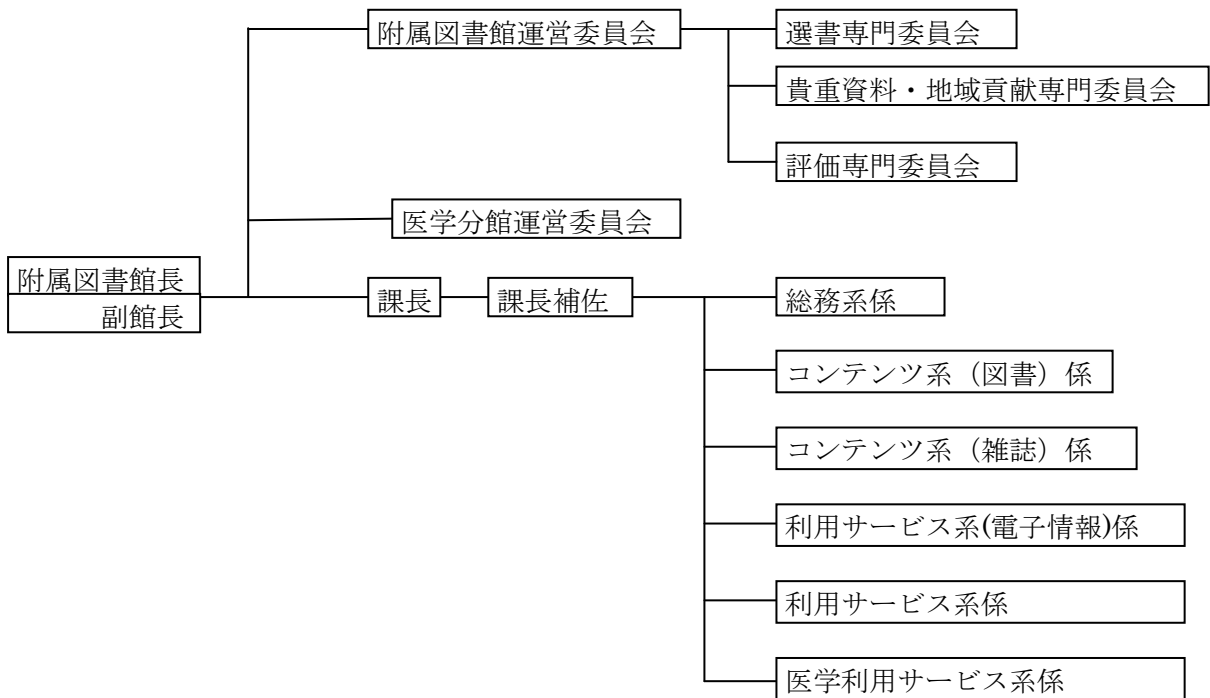 附属図書館運営委員会
選書専門委員会
貴重資料・地域貢献専門委員会
評価専門委員会
医学分館運営委員会
附属図書館長
副館長
課長
課長補佐
総務系係
コンテンツ系（図書）係
コンテンツ系（雑誌）係
利用サービス系(電子情報)係
利用サービス系係
医学利用サービス系係